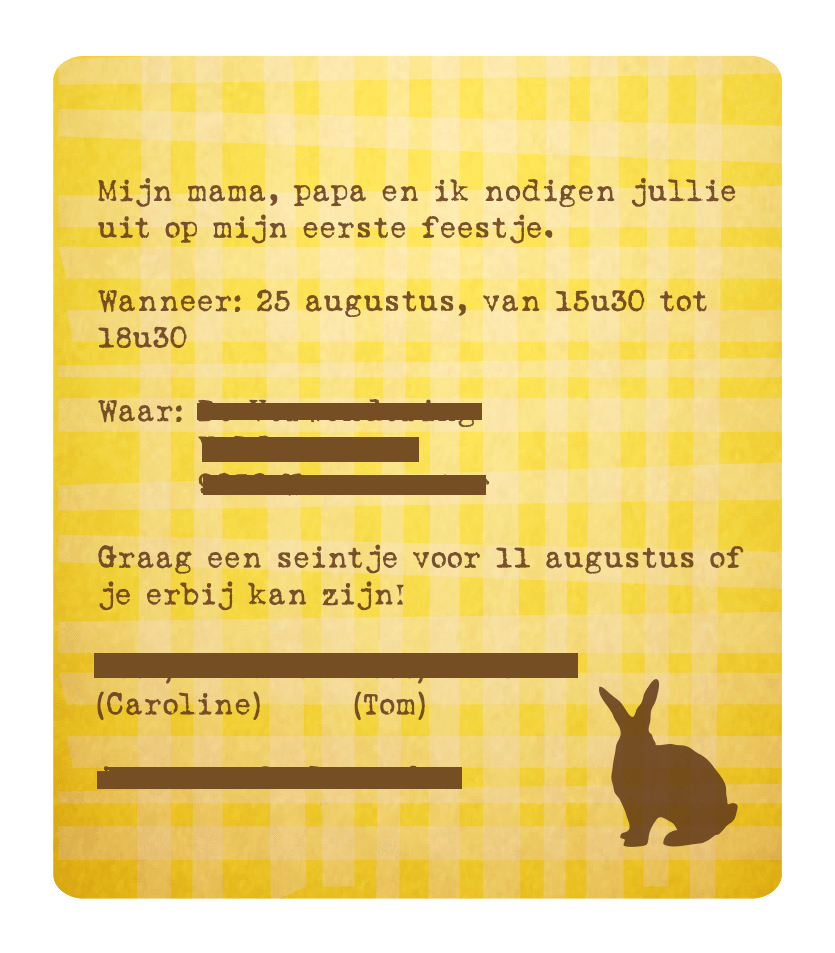 Mijn mama, papa en ik nodigen jullie
uit op mijn eerste feestje.
Wanneer: 25 augustus, van 15u30 tot
18u30
Waar:
Graag een seintje voor 11 augustus of
je erbij kan zijn!
(Caroline) (Tom)